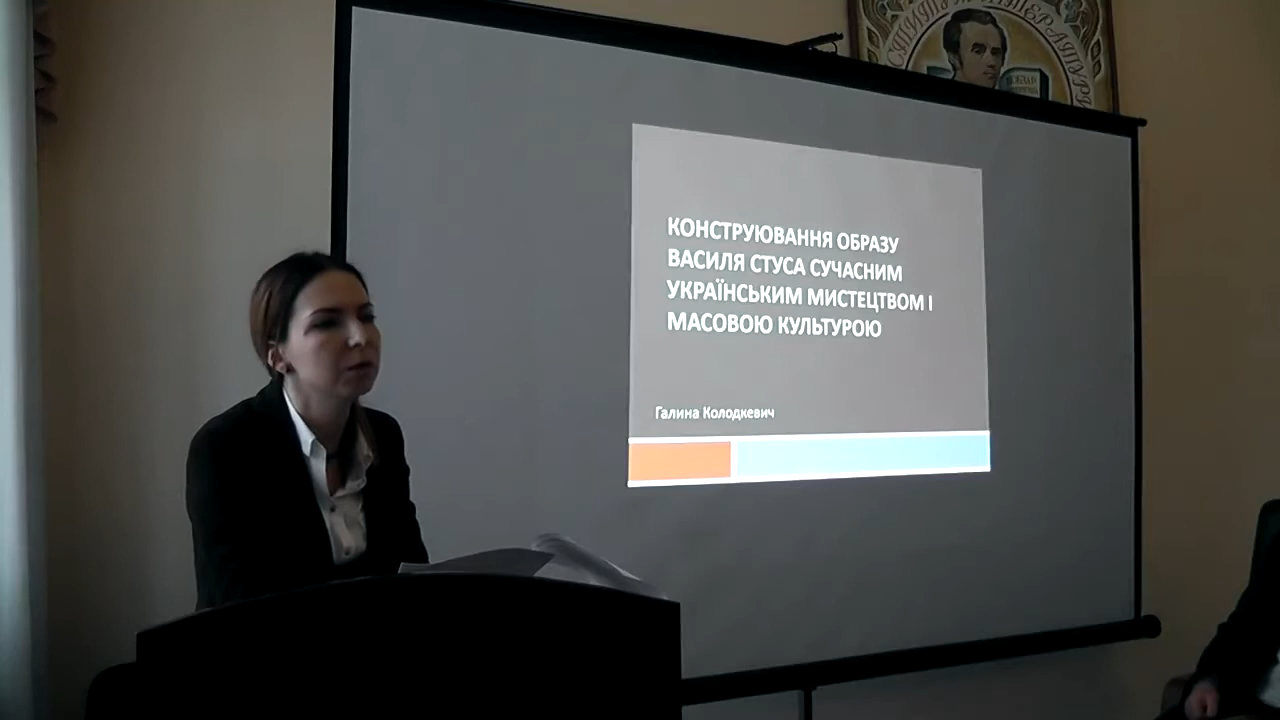 КОНСТРУЮВАННЯ ОБРАЗУ
ВАСИЛЯ СТУСА СУЧАСНИМ
УКРАЇНСЬКИМ МИСТЕЦТВОМ І
МАСОВОЮ КУЛЬТУРОЮ
Галина Колодкевич